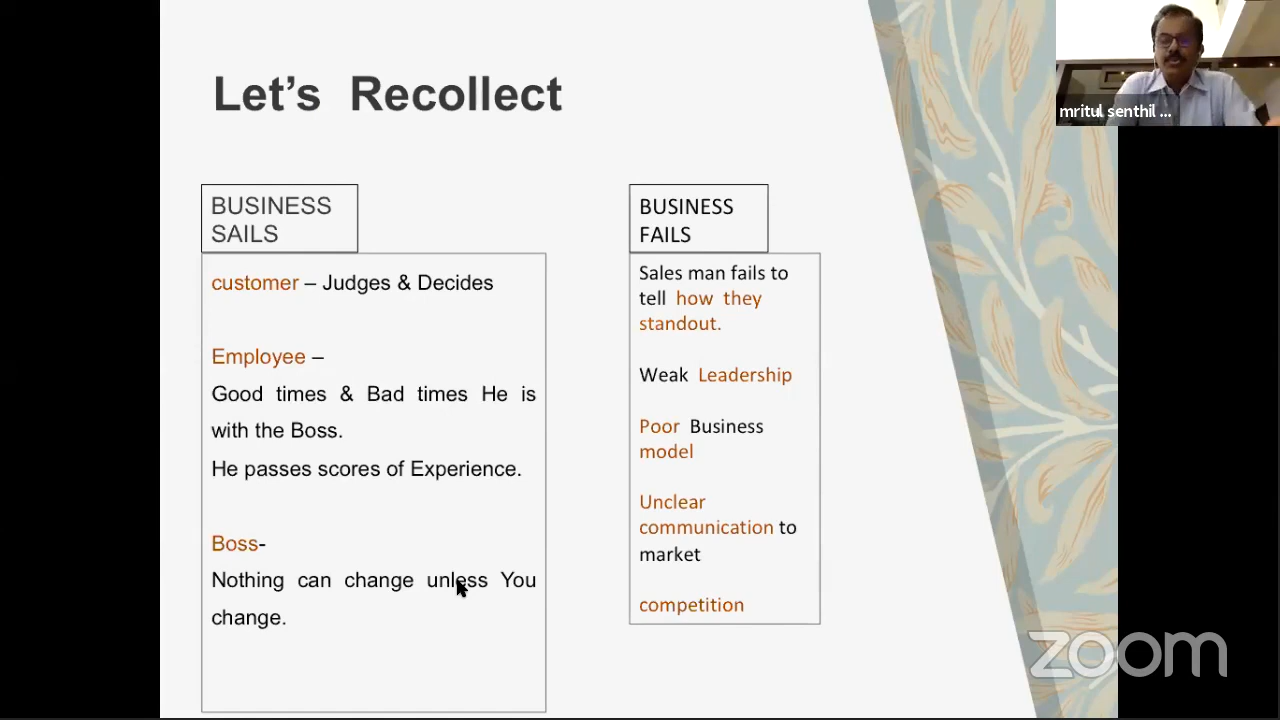 Let's Recollect
BUSINESS
SAILS
customer – Judges & Decides
Employee –
Good times & Bad times He is
with the Boss.
He passes scores of Experience.
Boss-
Nothing can change unless You
change.
BUSINESS
FAILS
Sales man fails to
tell how they
standout.
Weak Leadership
Poor Business
model
Unclear
communication to
market
competition
mritul senthil ...
zoom